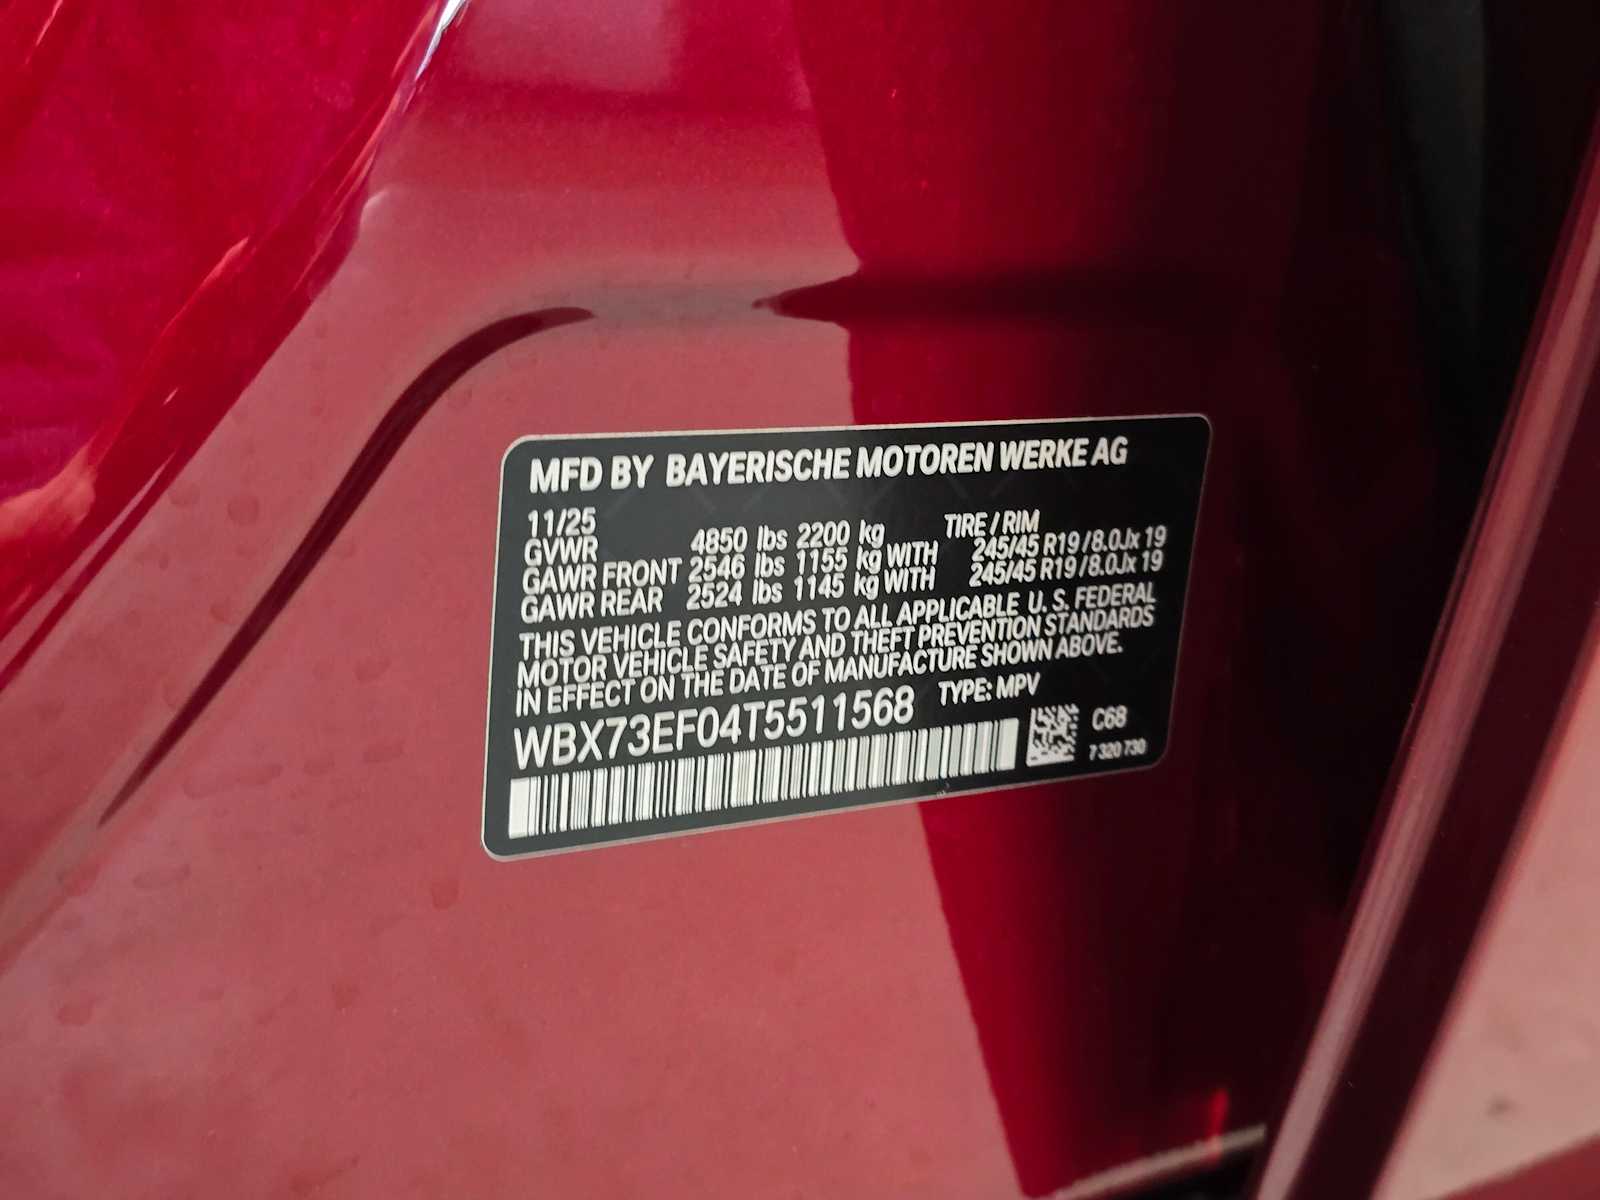 MFD BY BAYERISCHE MOTOREN WERKE AG
11/25 TIRE / RIM
GVWR 4850 lbs 2200 kg
GAWR FRONT 2546 lbs 1155 kg WITH 245/45 R19 / 8.0Jx 19
GAWR REAR 2524 lbs 1145 kg WITH 245/45 R19 / 8.0Jx 19
THIS VEHICLE CONFORMS TO ALL APPLICABLE U. S. FEDERAL
MOTOR VEHICLE SAFETY AND THEFT PREVENTION STANDARDS
IN EFFECT ON THE DATE OF MANUFACTURE SHOWN ABOVE.
WBX73EF04T5511568 TYPE: MPV
C68
7 320 730